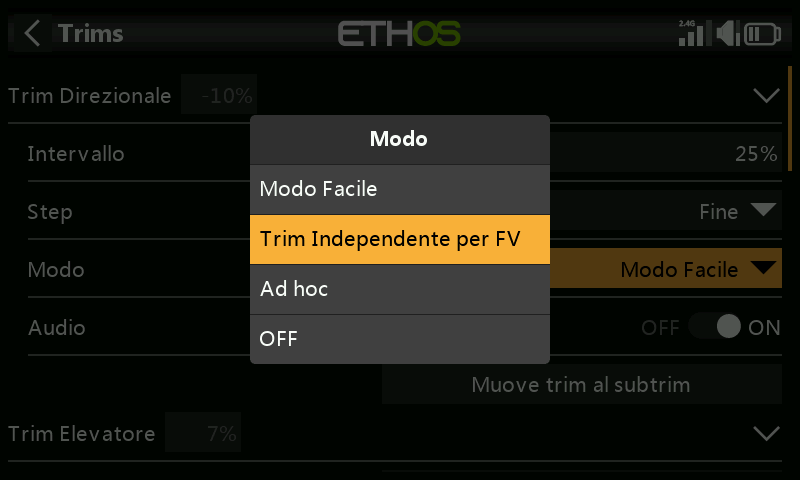 Trims
ETHOS
2.4G
Trim Direzionale -10%
Modo
Intervallo 25%
Modo Facile
Step Fine
Trim Independente per FV
Modo Modo Facile
Ad hoc
Audio OFF ON
OFF
Muove trim al subtrim
Trim Elevatore 7%